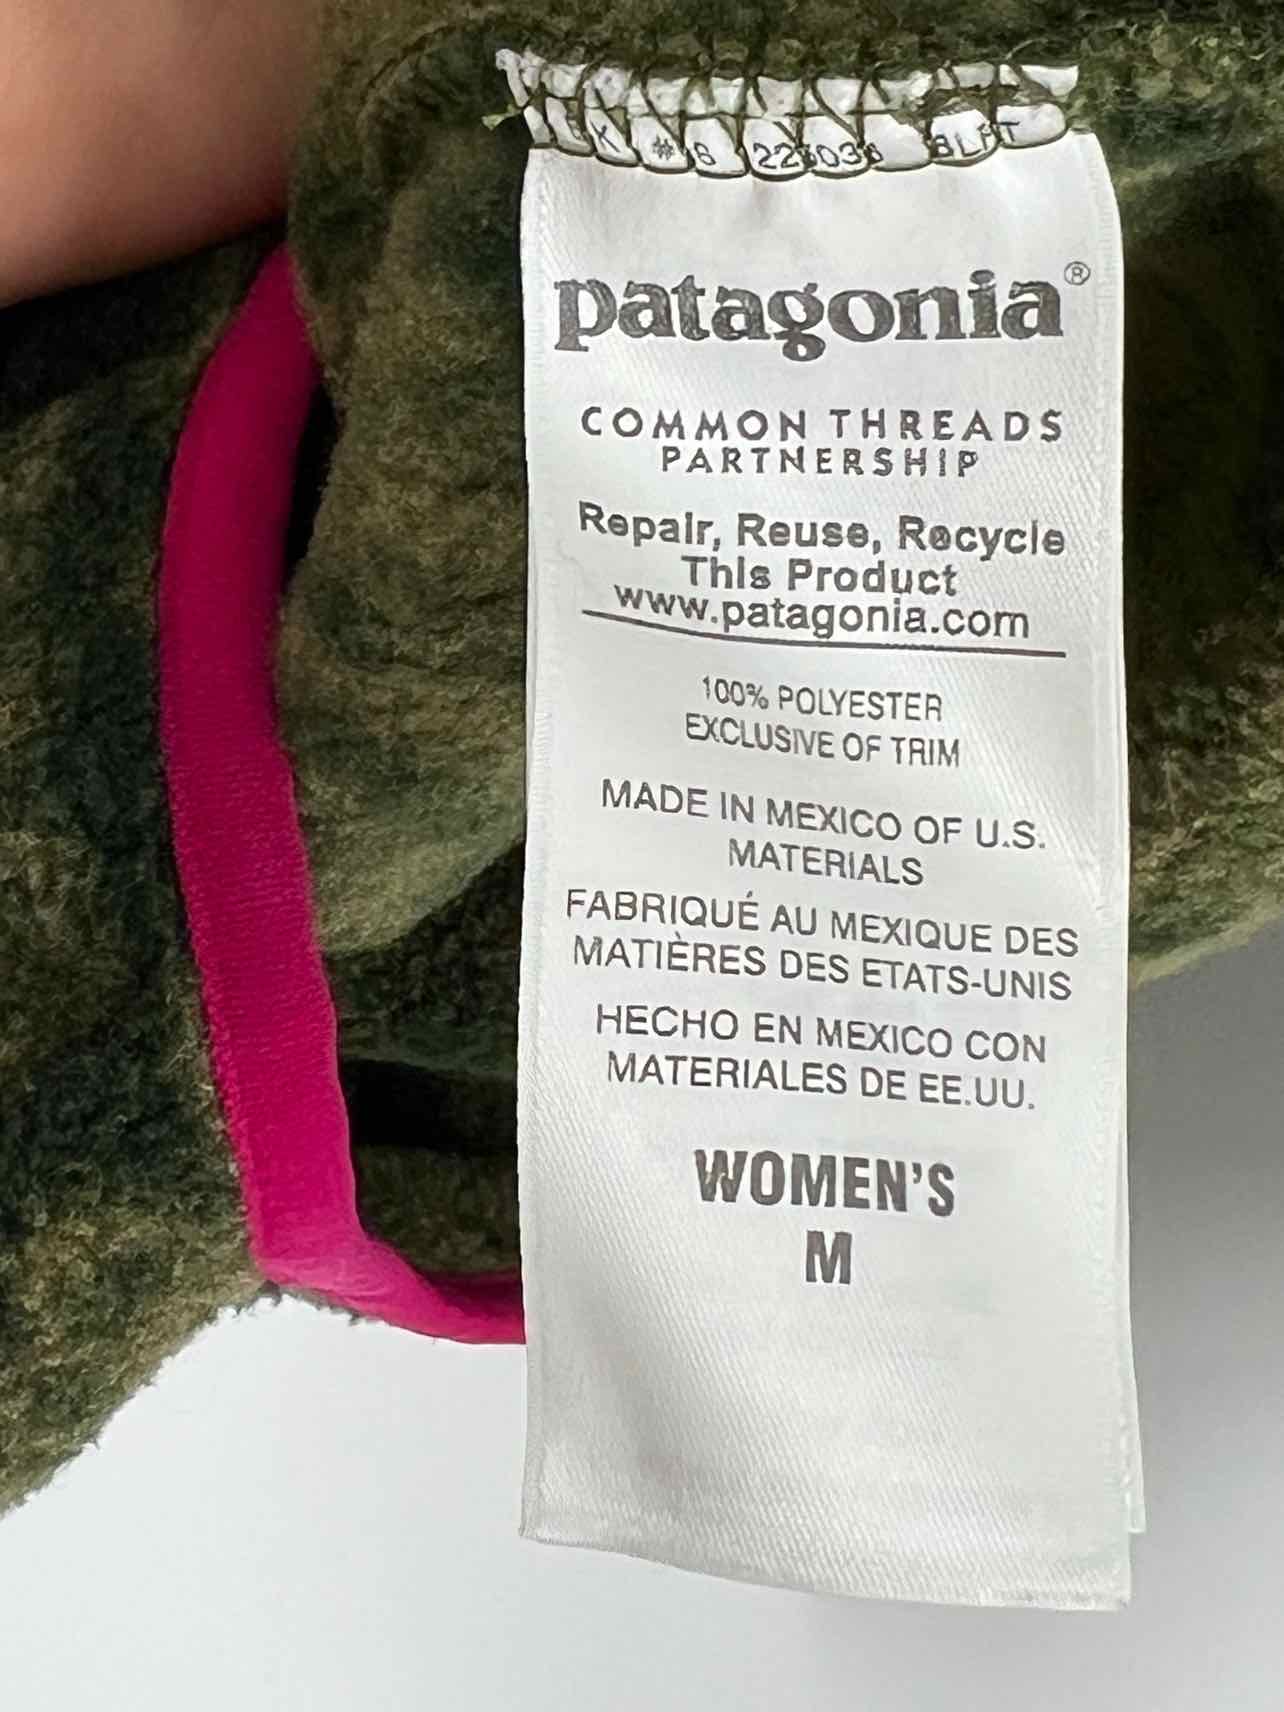 patagonia®
COMMON THREADS
PARTNERSHIP
Repair, Reuse, Recycle
This Product
www.patagonia.com
100% POLYESTER
EXCLUSIVE OF TRIM
MADE IN MEXICO OF U.S.
MATERIALS
FABRIQUÉ AU MEXIQUE DES
MATIÈRES DES ETATS-UNIS
HECHO EN MEXICO CON
MATERIALES DE EE.UU.
WOMEN'S
M